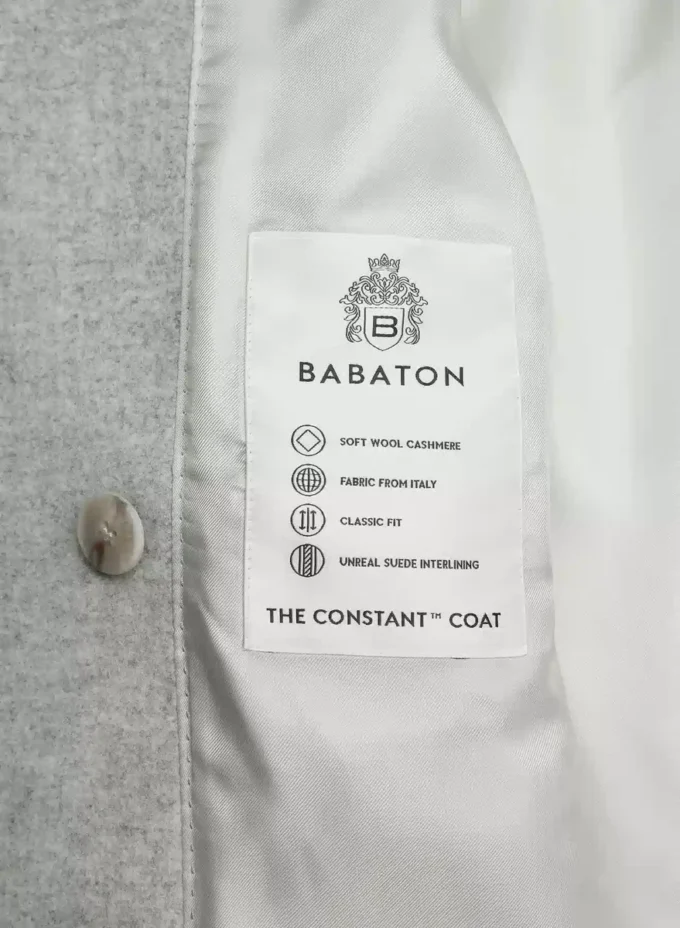 B
BABATON
SOFT WOOL CASHMERE
FABRIC FROM ITALY
CLASSIC FIT
UNREAL SUEDE INTERLINING
THE CONSTANT™ COAT